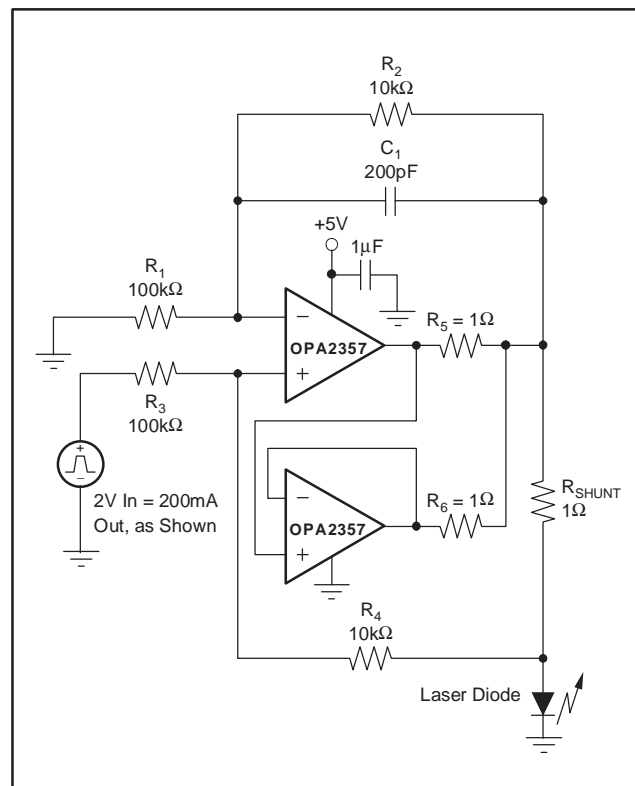 R2
10kΩ
C1
200pF
+5V
1µF
R1
100kΩ
−
OPA2357
+
R5 = 1Ω
R3
100kΩ
+
−
2V In = 200mA
Out, as Shown
−
OPA2357
+
R6 = 1Ω
RSHUNT
1Ω
R4
10kΩ
Laser Diode